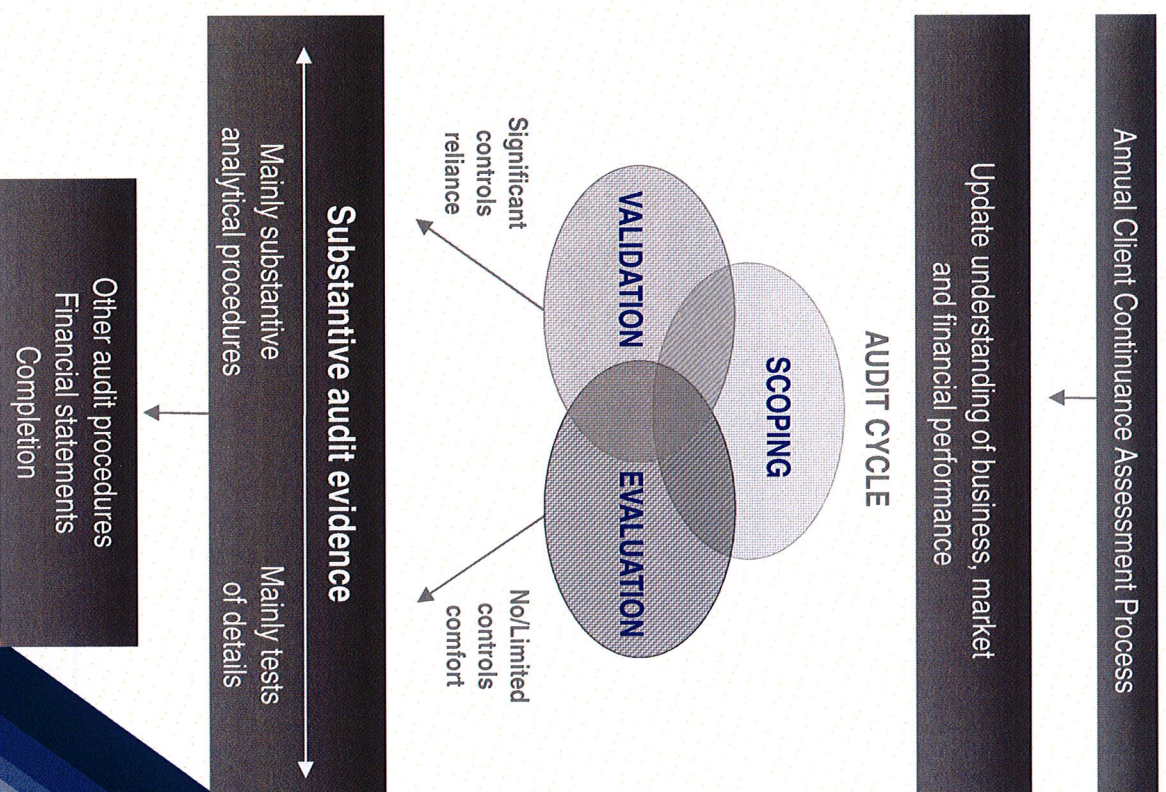 Annual Client Continuance Assessment Process
Update understanding of business, market
and financial performance
AUDIT CYCLE
SCOPING
VALIDATION
EVALUATION
Significant
controls
reliance
No/Limited
controls
comfort
Substantive audit evidence
Mainly substantive
analytical procedures
Mainly tests
of details
Other audit procedures
Financial statements
Completion